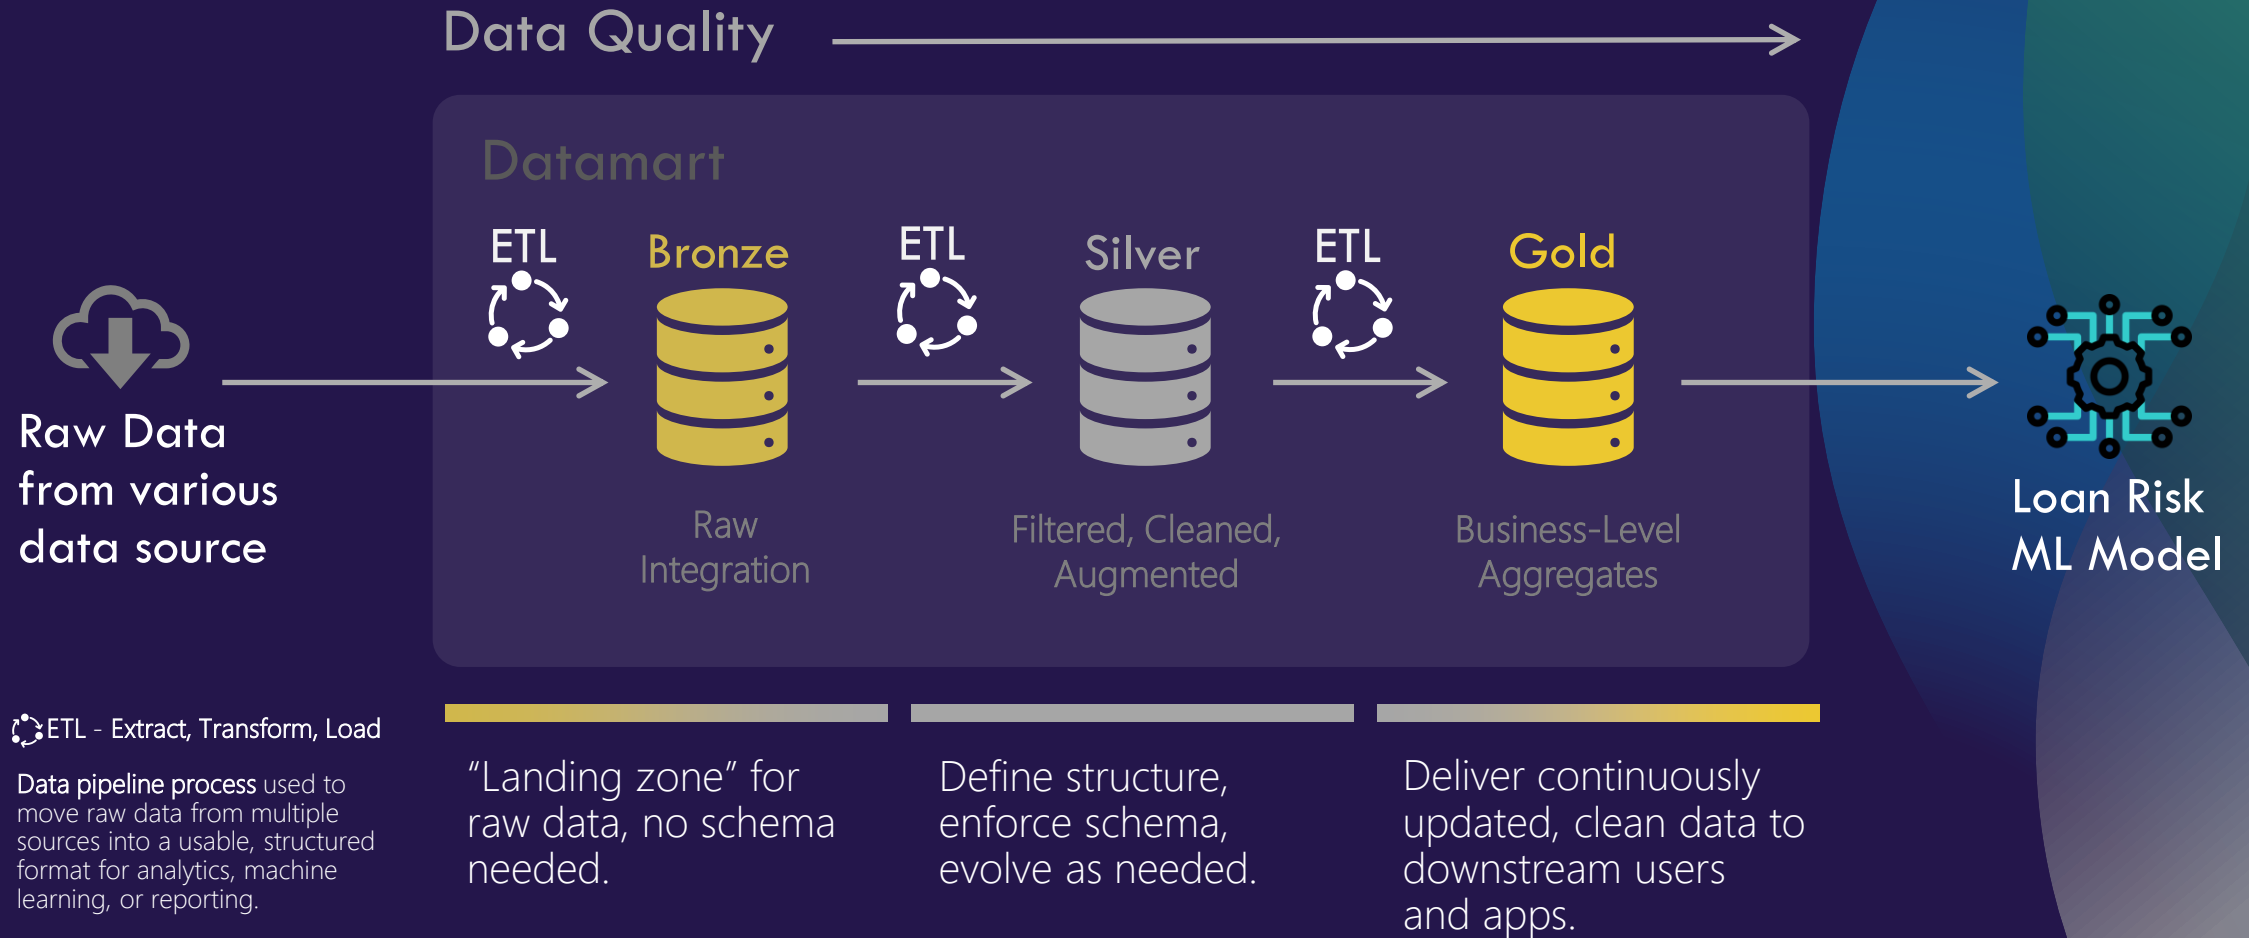 Data Quality
Datamart
ETL
Bronze
ETL
Silver
ETL
Gold
Raw Data
from various
data source
Raw
Integration
Filtered, Cleaned,
Augmented
Business-Level
Aggregates
Loan Risk
ML Model
ETL - Extract, Transform, Load
Data pipeline process used to
move raw data from multiple
sources into a usable, structured
format for analytics, machine
learning, or reporting.
“Landing zone” for
raw data, no schema
needed.
Define structure,
enforce schema,
evolve as needed.
Deliver continuously
updated, clean data to
downstream users
and apps.